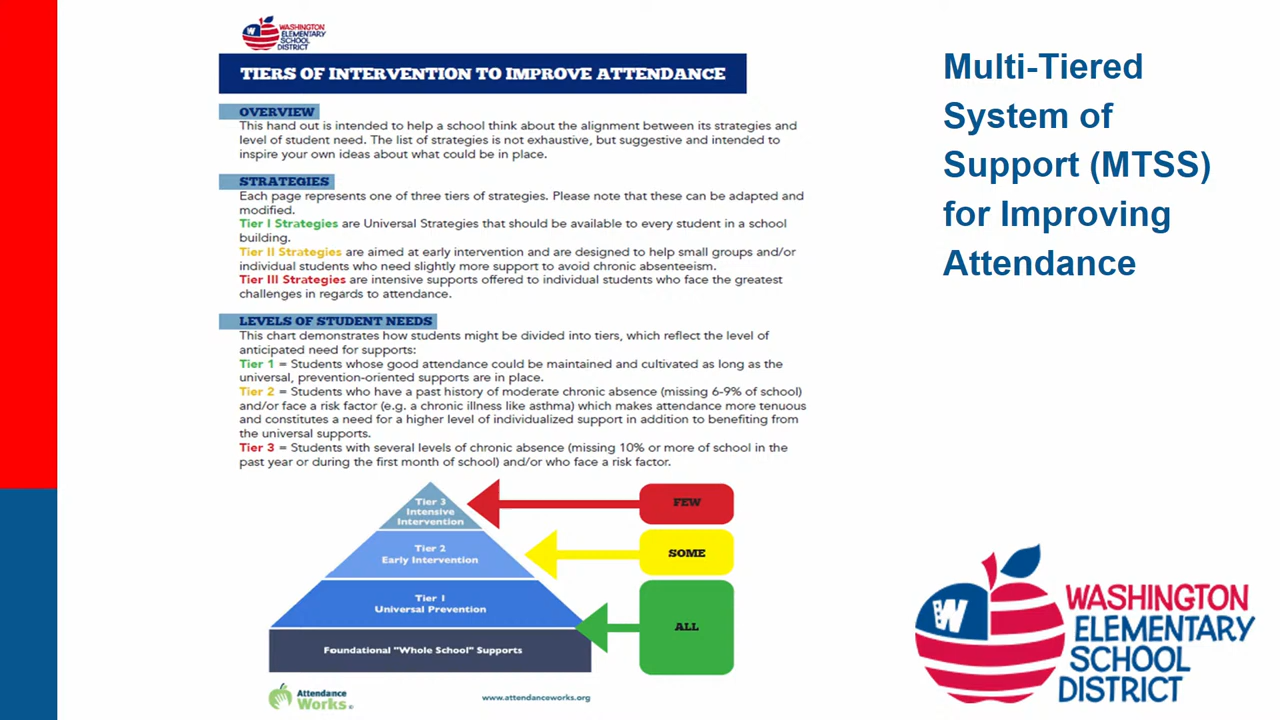 WASHINGTON
ELEMENTARY
SCHOOL
DISTRICT
TIERS OF INTERVENTION TO IMPROVE ATTENDANCE
OVERVIEW
This hand out is intended to help a school think about the alignment between its strategies and
level of student need. The list of strategies is not exhaustive, but suggestive and intended to
inspire your own ideas about what could be in place.
STRATEGIES
Each page represents one of three tiers of strategies. Please note that these can be adapted and
modified.
Tier I Strategies are Universal Strategies that should be available to every student in a school
building.
Tier II Strategies are aimed at early intervention and are designed to help small groups and/or
individual students who need slightly more support to avoid chronic absenteeism.
Tier III Strategies are intensive supports offered to individual students who face the greatest
challenges in regards to attendance.
LEVELS OF STUDENT NEEDS
This chart demonstrates how students might be divided into tiers, which reflect the level of
anticipated need for supports:
Tier 1 = Students whose good attendance could be maintained and cultivated as long as the
universal, prevention-oriented supports are in place.
Tier 2 = Students who have a past history of moderate chronic absence (missing 6-9% of school)
and/or face a risk factor (e.g. a chronic illness like asthma) which makes attendance more tenuous
and constitutes a need for a higher level of individualized support in addition to benefiting from
the universal supports.
Tier 3 = Students with several levels of chronic absence (missing 10% or more of school in the
past year or during the first month of school) and/or who face a risk factor.
Tier 3
Intensive
Intervention
FEW
Tier 2
Early Intervention
SOME
Tier 1
Universal Prevention
ALL
Foundational "Whole School" Supports
Attendance
Works®
www.attendanceworks.org
Multi-Tiered
System of
Support (MTSS)
for Improving
Attendance
W
WASHINGTON
ELEMENTARY
SCHOOL
DISTRICT